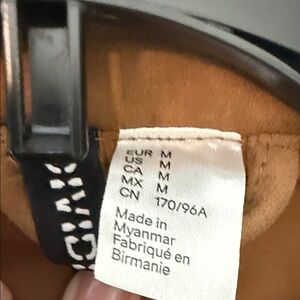 EUR M
US M
CA M
MX M
CN 170/96A
Made in
Myanmar
Fabriqué en
Birmanie